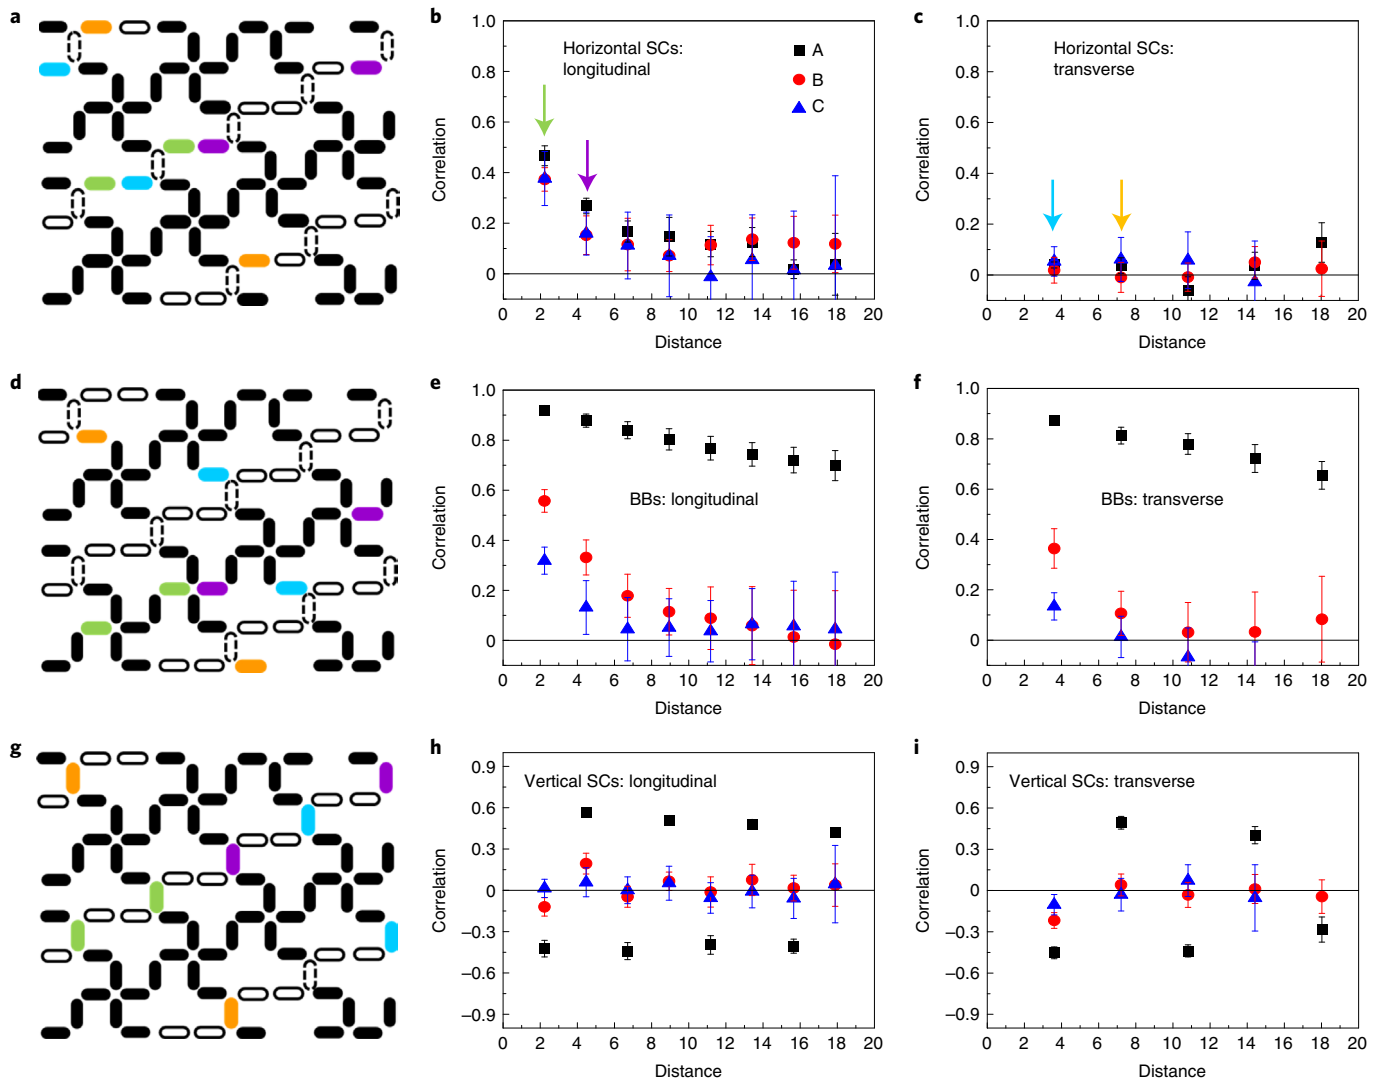 a
b
1.0
0.8
0.6
0.4
0.2
0
Correlation
Horizontal SCs:
longitudinal
A
B
C
0 2 4 6 8 10 12 14 16 18 20
Distance
c
1.0
0.8
0.6
0.4
0.2
0
Correlation
Horizontal SCs:
transverse
0 2 4 6 8 10 12 14 16 18 20
Distance
d
e
1.0
0.8
0.6
0.4
0.2
0
Correlation
BBs: longitudinal
0 2 4 6 8 10 12 14 16 18 20
Distance
f
1.0
0.8
0.6
0.4
0.2
0
Correlation
BBs: transverse
0 2 4 6 8 10 12 14 16 18 20
Distance
g
h
0.9
0.6
0.3
0
−0.3
−0.6
−0.9
Correlation
Vertical SCs: longitudinal
0 2 4 6 8 10 12 14 16 18 20
Distance
i
0.9
0.6
0.3
0
−0.3
−0.6
−0.9
Correlation
Vertical SCs: transverse
0 2 4 6 8 10 12 14 16 18 20
Distance